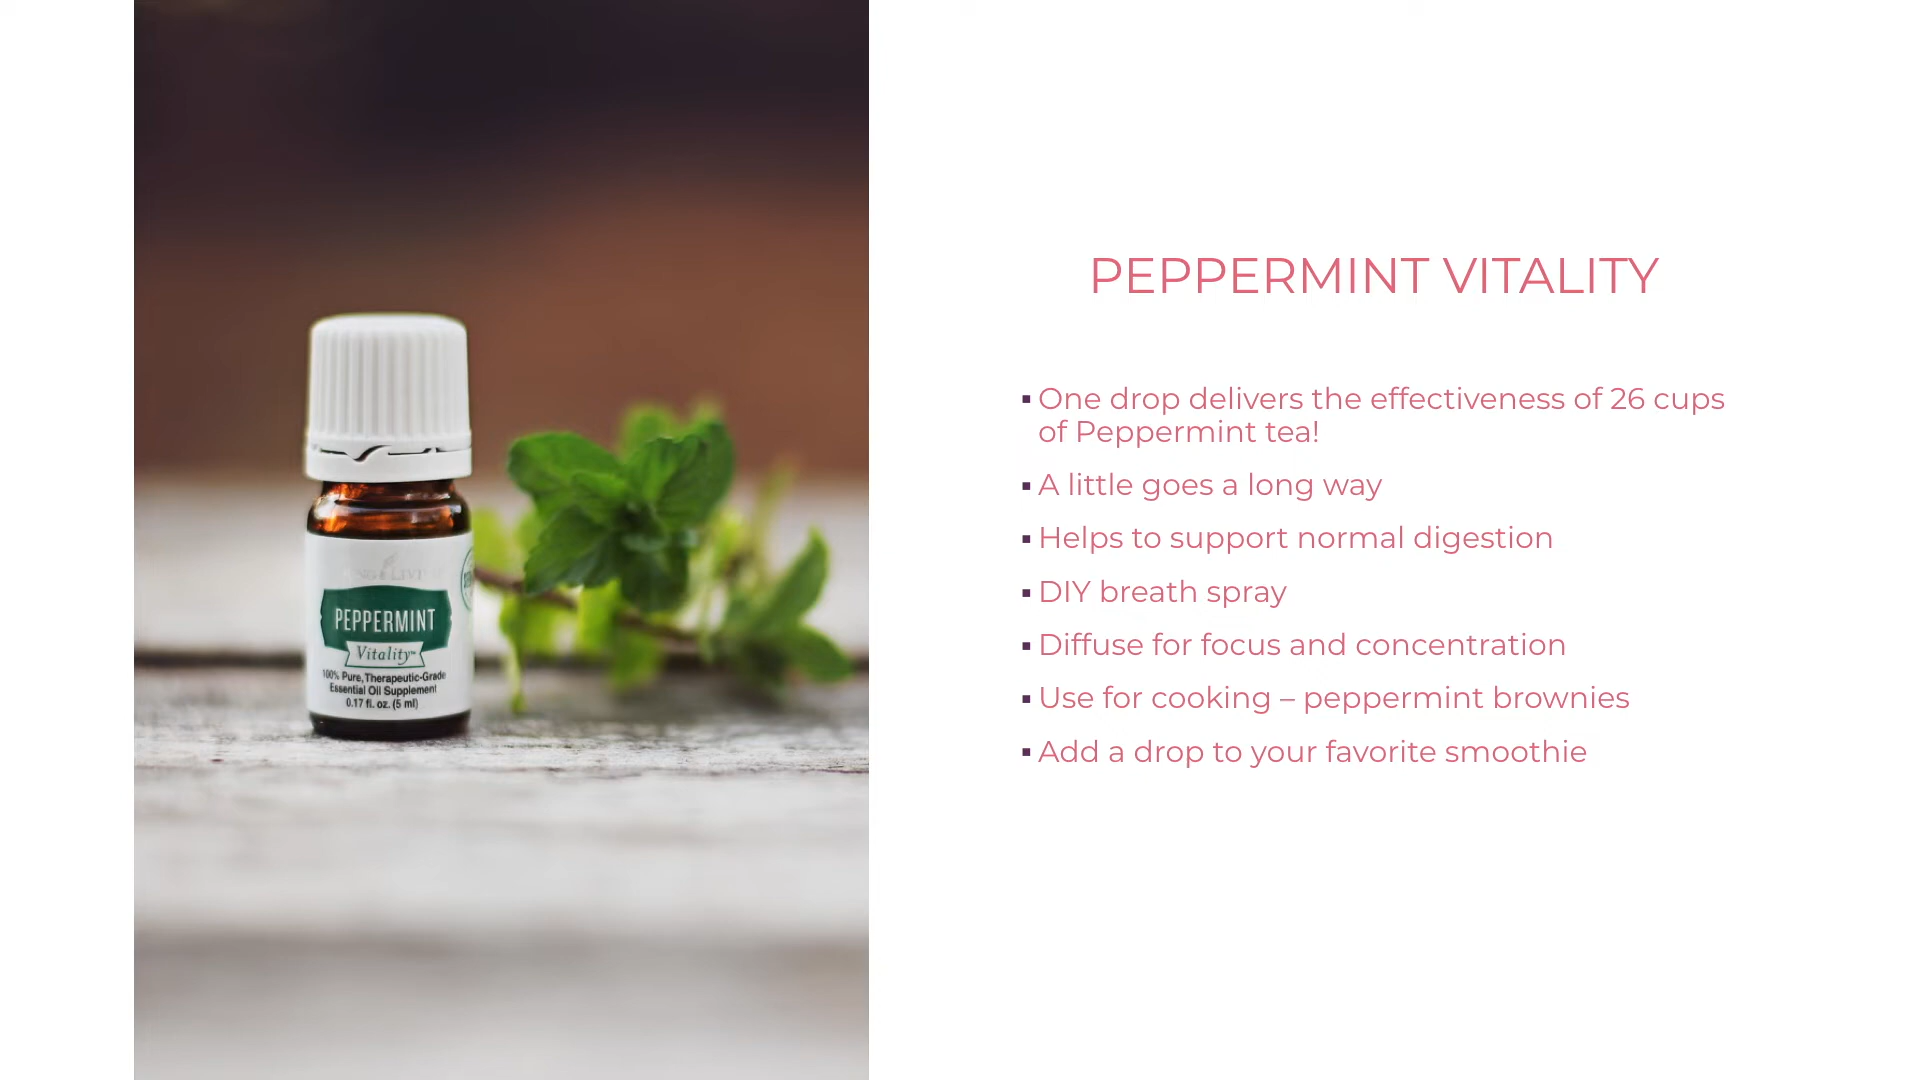 PEPPERMINT
Vitality™
100% Pure, Therapeutic-Grade
Essential Oil Supplement
0.17 fl. oz. (5 ml)
PEPPERMINT VITALITY
▪ One drop delivers the effectiveness of 26 cups
of Peppermint tea!
▪ A little goes a long way
▪ Helps to support normal digestion
▪ DIY breath spray
▪ Diffuse for focus and concentration
▪ Use for cooking – peppermint brownies
▪ Add a drop to your favorite smoothie